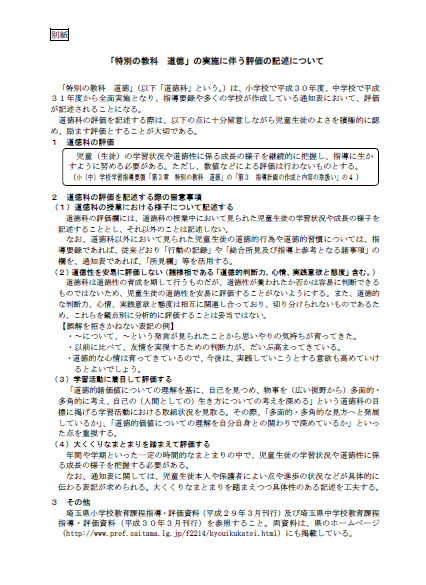 別紙
「特別の教科　道徳」の実施に伴う評価の記述について
「特別の教科　道徳」（以下「道徳科」という。）は、小学校で平成３０年度、中学校で平成
３１年度から全面実施となり、指導要録や多くの学校が作成している通知表において、評価
が記述されることになる。
道徳科の評価を記述する際は、以下の点に十分留意しながら児童生徒のよさを積極的に認
め、励ます評価とすることが大切である。
１　道徳科の評価
児童（生徒）の学習状況や道徳性に係る成長の様子を継続的に把握し、指導に生か
すように努める必要がある。ただし、数値などによる評価は行わないものとする。
（小（中）学校学習指導要領「第３章　特別の教科　道徳」の「第３　指導計画の作成と内容の取扱い」の４）
２　道徳科の評価を記述する際の留意事項
（１）道徳科の授業における様子について記述する
道徳科の評価欄には、道徳科の授業において見られた児童生徒の学習状況や成長の様子を
記述することとし、それ以外のことは記述しない。
なお、道徳科以外において見られた児童生徒の道徳的行為や道徳的習慣については、指
導要録であれば、従来どおり「行動の記録」や「総合所見及び指導上参考となる諸事項」の
欄を、通知表であれば、「所見欄」等を活用する。
（２）道徳性を安易に評価しない（諸様相である「道徳的判断力、心情、実践意欲と態度」含む。）
道徳科は道徳性の育成を期して行うものだが、道徳性が養われたか否かは容易に判断できる
ものではないため、児童生徒の道徳性を安易に評価することがないようにする。また、道徳的
な判断力、心情、実践意欲と態度は相互に関連し合っており、切り分けられないものであるた
め、これらを観点別に分析的に評価することは妥当ではない。
【誤解を招きかねない表記の例】
・～について、～という発言が見られたことから思いやりの気持ちが育ってきた。
・以前に比べて、友情を実現するための判断力が、だいぶ高まってきている。
・道徳的な心情は育ってきているので、今後は、実践していこうとする意欲も高めていけ
るとよいでしょう。
（３）学習活動に着目して評価する
「道徳的諸価値についての理解を基に、自己を見つめ、物事を（広い視野から）多面的・
多角的に考え、自己の（人間としての）生き方についての考えを深める」という道徳科の目
標に掲げる学習活動における取組状況を見取る。その際、「多面的・多角的な見方へと発展
しているか」、「道徳的価値についての理解を自分自身との関わりで深めているか」といっ
た点を重視する。
（４）大くくりなまとまりを踏まえて評価する
年間や学期といった一定の時間的なまとまりの中で、児童生徒の学習状況や道徳性に係
る成長の様子を把握する必要がある。
なお、通知表に関しては、児童生徒本人や保護者によい点や進歩の状況などが具体的に
伝わる表記が求められる。大くくりなまとまりを踏まえつつ具体性のある記述を工夫する。
３　その他
埼玉県小学校教育課程指導・評価資料（平成２９年３月刊行）及び埼玉県中学校教育課程
指導・評価資料（平成３０年３月刊行）を参照すること。両資料は、県のホームページ
（http://www.pref.saitama.lg.jp/f2214/kyouikukatei.html）にも掲載している。